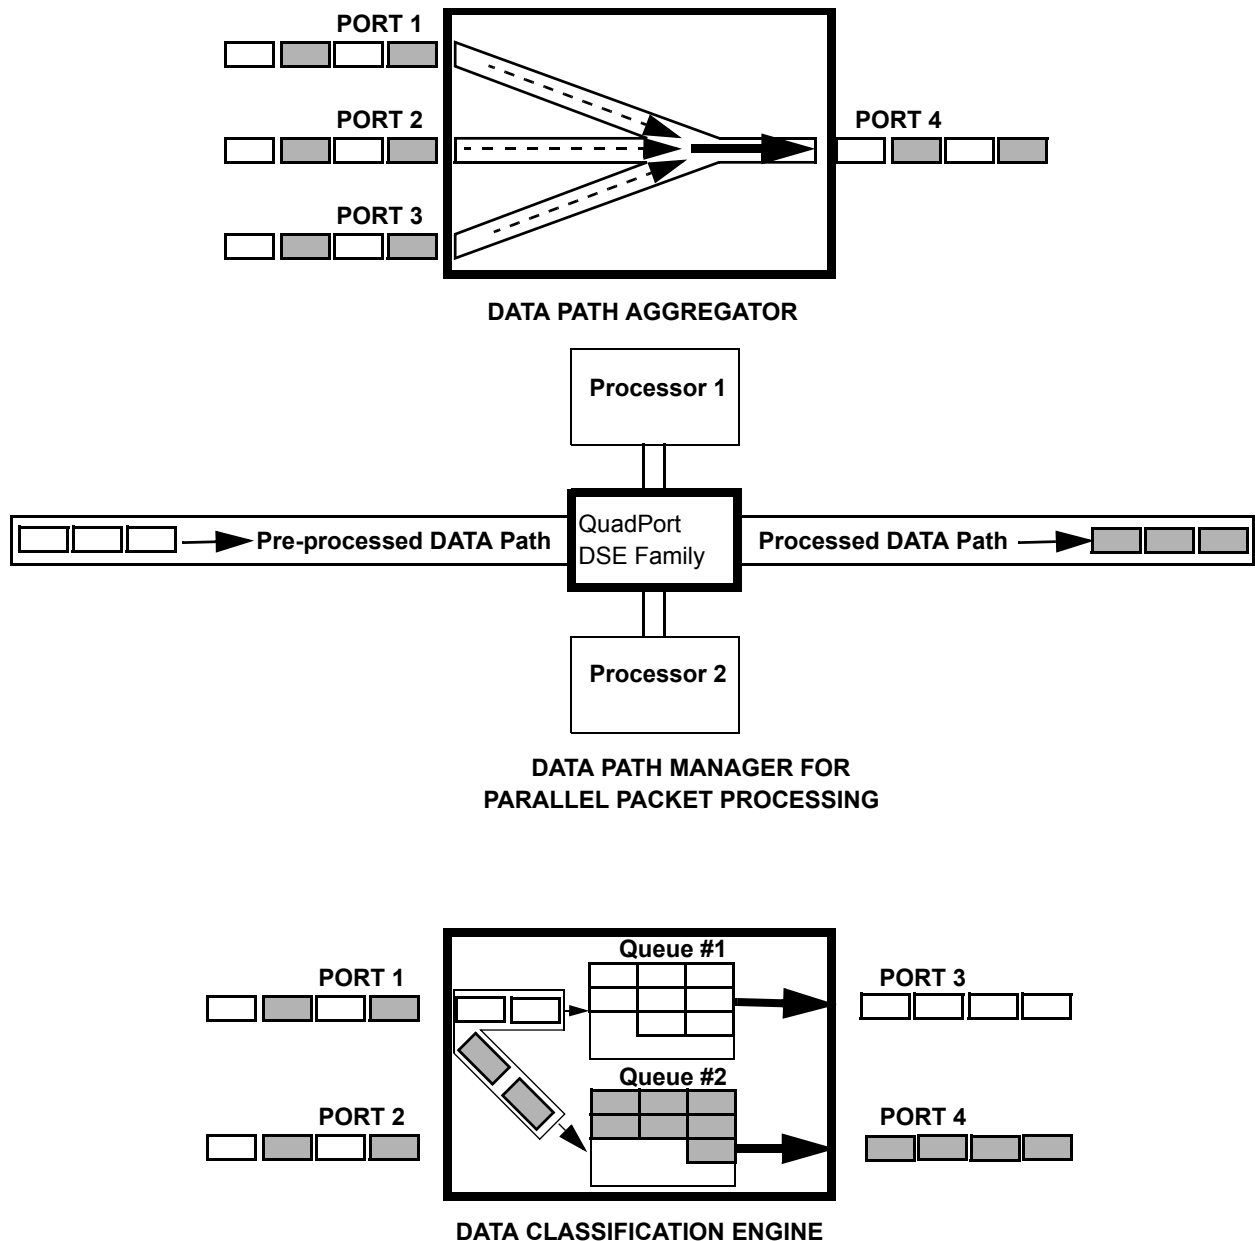 PORT 1
PORT 2
PORT 4
PORT 3
DATA PATH AGGREGATOR
Processor 1
QuadPort
DSE Family
Pre-processed DATA Path
Processed DATA Path
Processor 2
DATA PATH MANAGER FOR
PARALLEL PACKET PROCESSING
Queue #1
PORT 1
PORT 3
Queue #2
PORT 2
PORT 4
DATA CLASSIFICATION ENGINE